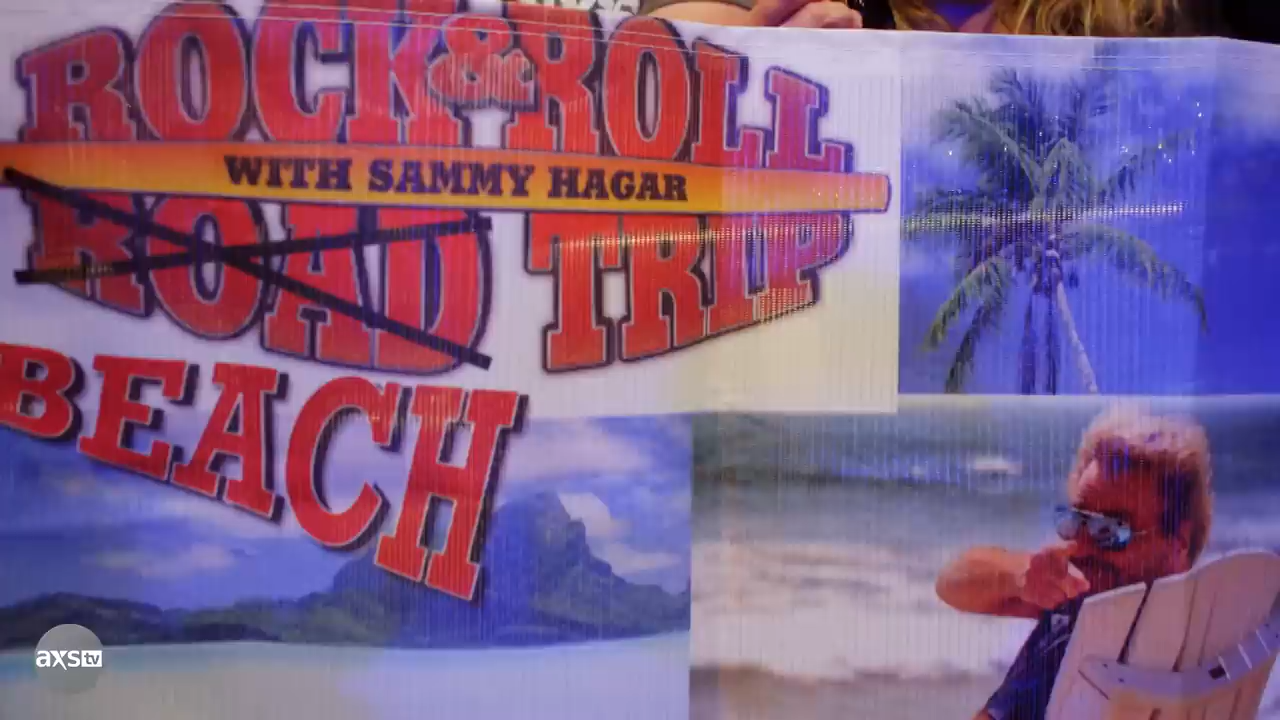 ROCK & ROLL
WITH SAMMY HAGAR
ROAD TRIP
BEACH
axstv